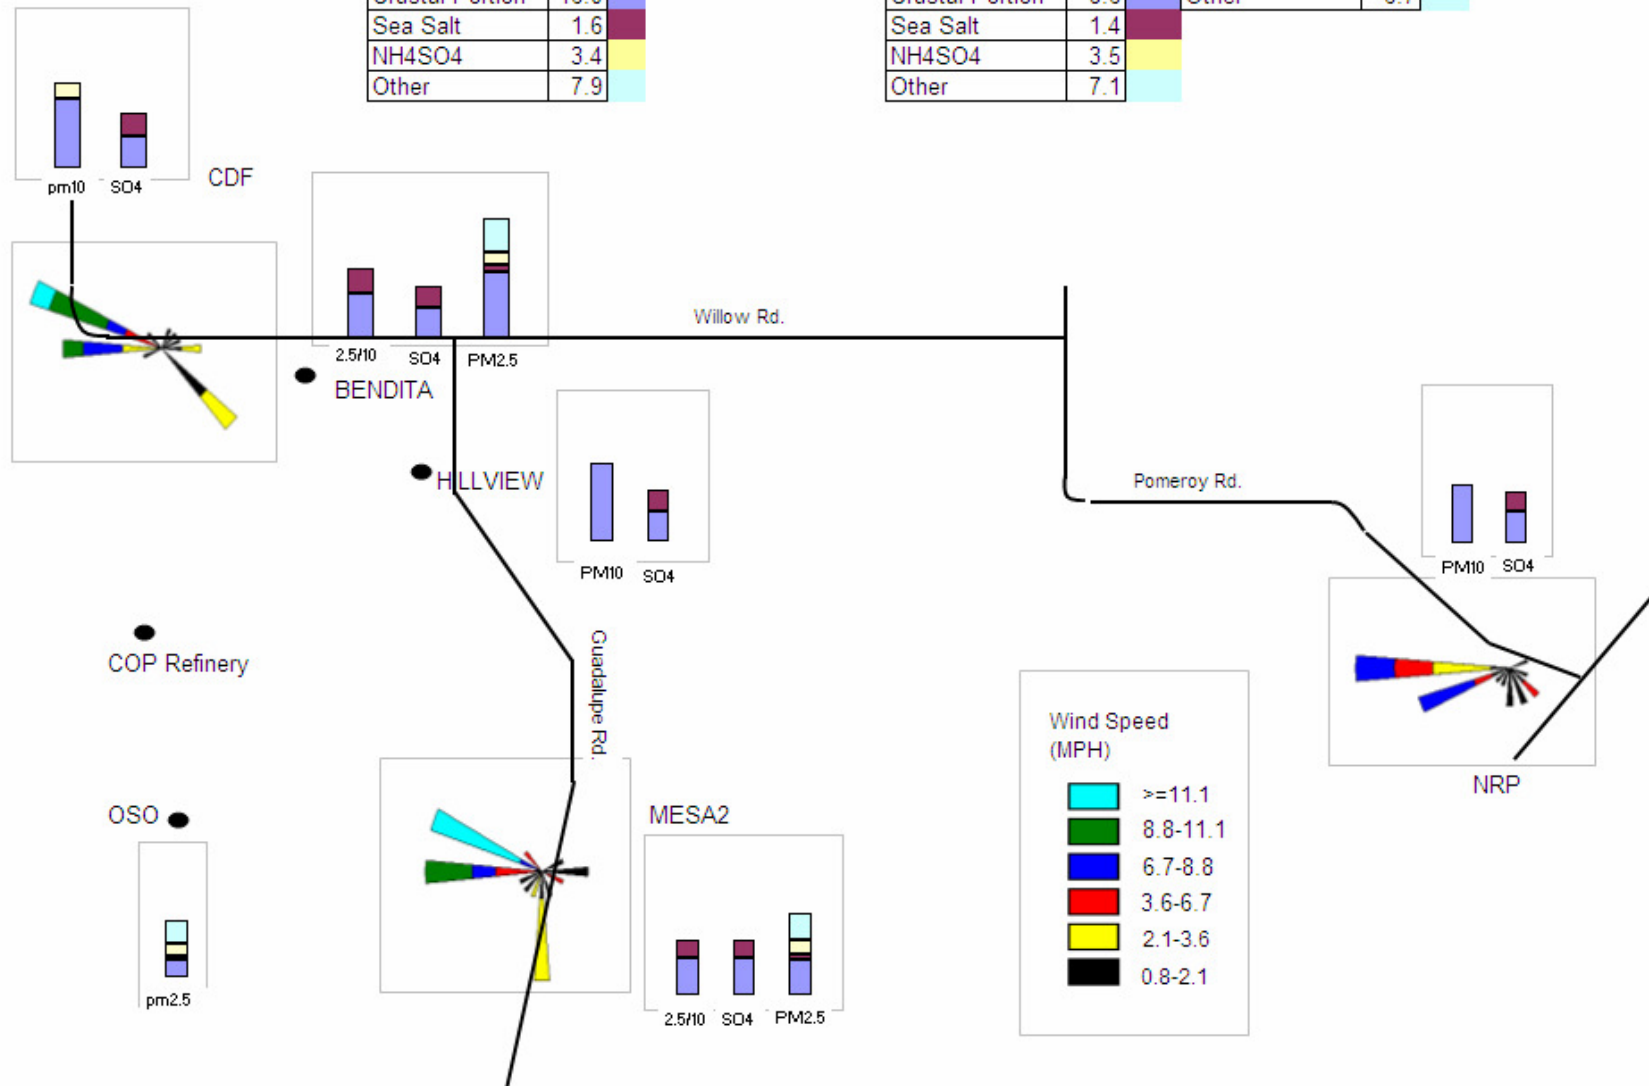 Sea Salt 1.6
NH4SO4 3.4
Other 7.9
Sea Salt 1.4
NH4SO4 3.5
Other 7.1
pm10 SO4
CDF
2.5/10 SO4 PM2.5
Willow Rd.
BENDITA
HILLVIEW
PM10 SO4
Pomeroy Rd.
PM10 SO4
COP Refinery
Guadalupe Rd.
NRP
OSO
pm2.5
MESA2
2.5/10 SO4 PM2.5
Wind Speed
(MPH)
>=11.1
8.8-11.1
6.7-8.8
3.6-6.7
2.1-3.6
0.8-2.1